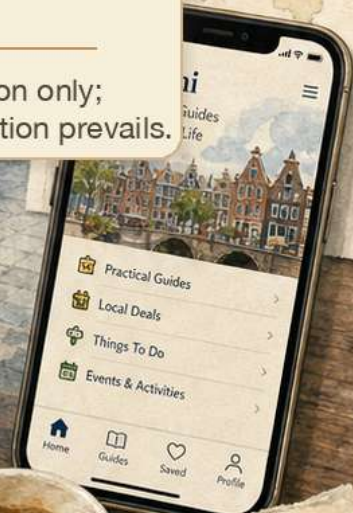 on only;
tion prevails.
ni
Guides
Life
Practical Guides
Local Deals
Things To Do
Events & Activities
Home
Guides
Saved
Profile